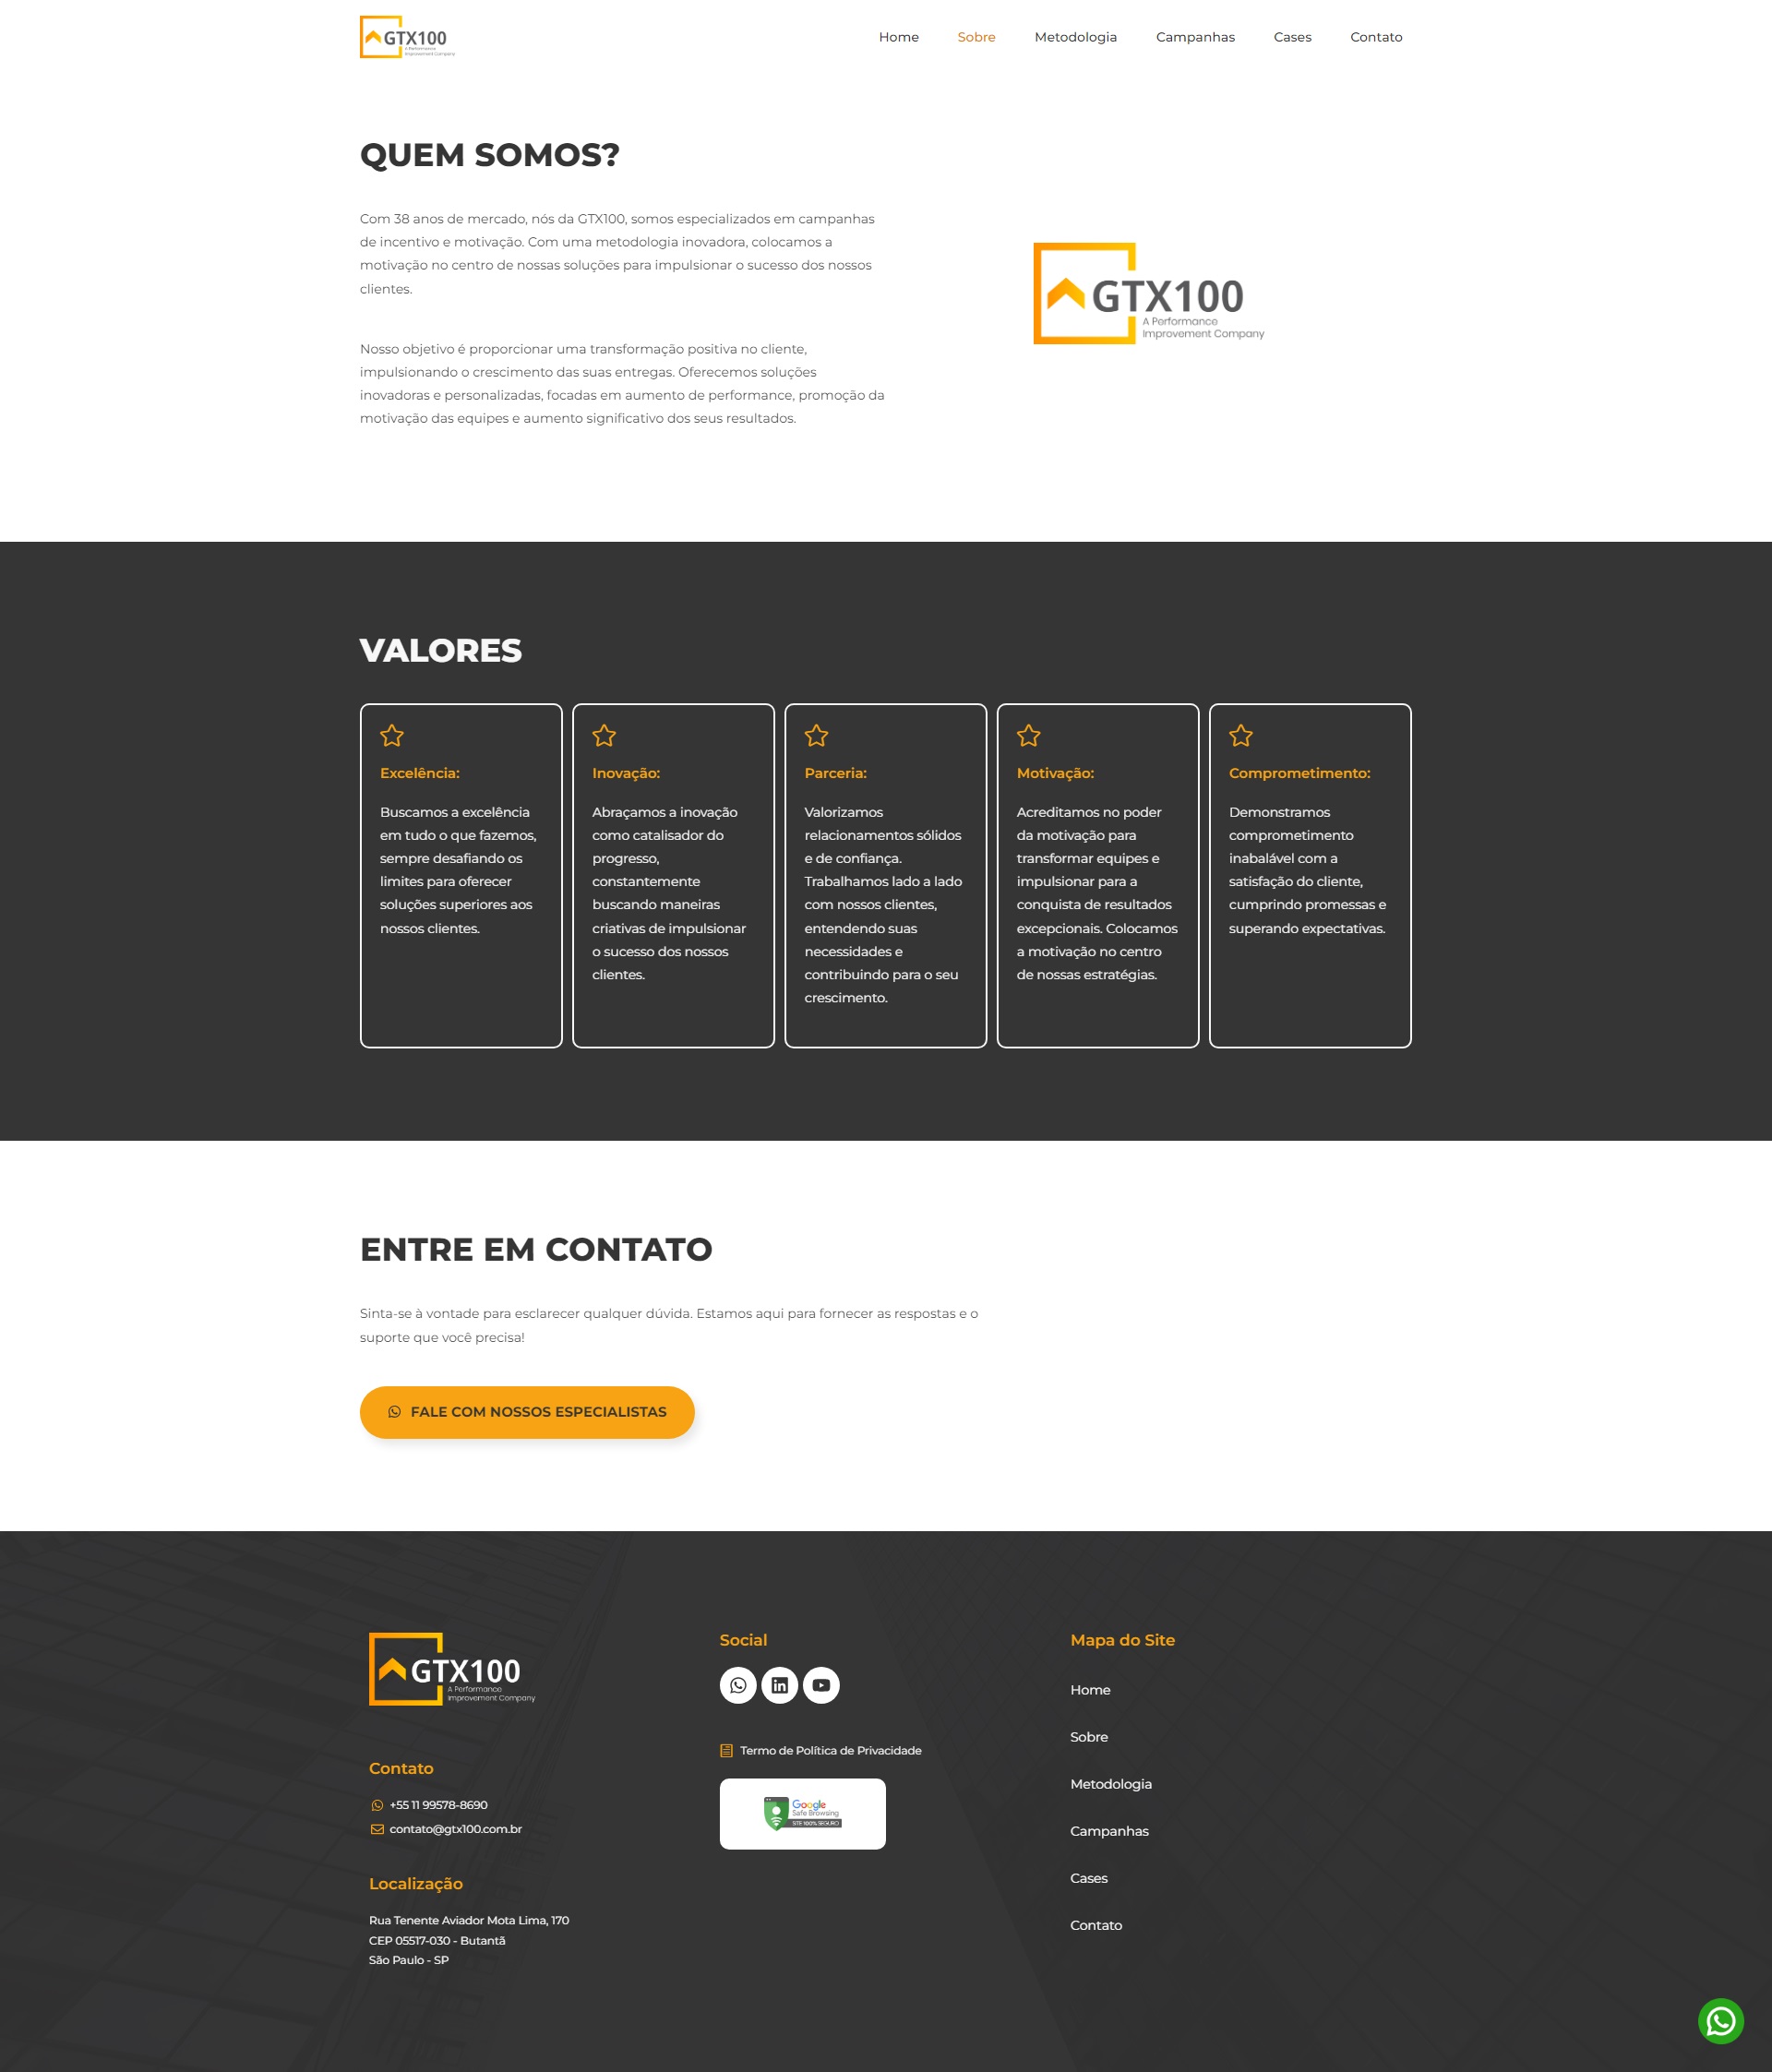 GTX100
A Performance
Improvement Company
Home
Sobre
Metodologia
Campanhas
Cases
Contato
QUEM SOMOS?
Com 38 anos de mercado, nós da GTX100, somos especializados em campanhas
de incentivo e motivação. Com uma metodologia inovadora, colocamos a
motivação no centro de nossas soluções para impulsionar o sucesso dos nossos
clientes.
Nosso objetivo é proporcionar uma transformação positiva no cliente,
impulsionando o crescimento das suas entregas. Oferecemos soluções
inovadoras e personalizadas, focadas em aumento de performance, promoção da
motivação das equipes e aumento significativo dos seus resultados.
GTX100
A Performance
Improvement Company
VALORES
Excelência:
Buscamos a excelência
em tudo o que fazemos,
sempre desafiando os
limites para oferecer
soluções superiores aos
nossos clientes.
Inovação:
Abraçamos a inovação
como catalisador do
progresso,
constantemente
buscando maneiras
criativas de impulsionar
o sucesso dos nossos
clientes.
Parceria:
Valorizamos
relacionamentos sólidos
e de confiança.
Trabalhamos lado a lado
com nossos clientes,
entendendo suas
necessidades e
contribuindo para o seu
crescimento.
Motivação:
Acreditamos no poder
da motivação para
transformar equipes e
impulsionar para a
conquista de resultados
excepcionais. Colocamos
a motivação no centro
de nossas estratégias.
Comprometimento:
Demonstramos
comprometimento
inabalável com a
satisfação do cliente,
cumprindo promessas e
superando expectativas.
ENTRE EM CONTATO
Sinta-se à vontade para esclarecer qualquer dúvida. Estamos aqui para fornecer as respostas e o
suporte que você precisa!
FALE COM NOSSOS ESPECIALISTAS
GTX100
A Performance
Improvement Company
Contato
+55 11 99578-8690
contato@gtx100.com.br
Localização
Rua Tenente Aviador Mota Lima, 170
CEP 05517-030 - Butantã
São Paulo - SP
Social
Termo de Política de Privacidade
Google
Safe Browsing
SITE 100% SEGURO
Mapa do Site
Home
Sobre
Metodologia
Campanhas
Cases
Contato